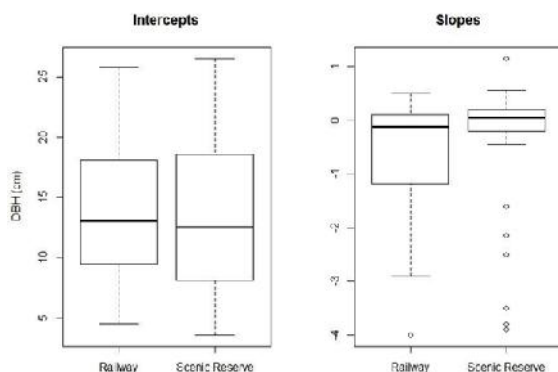 Intercepts
DBH (cm)
25
20
15
10
5
Railway
Scenic Reserve
Slopes
1
0
-1
-2
-3
-4
Railway
Scenic Reserve